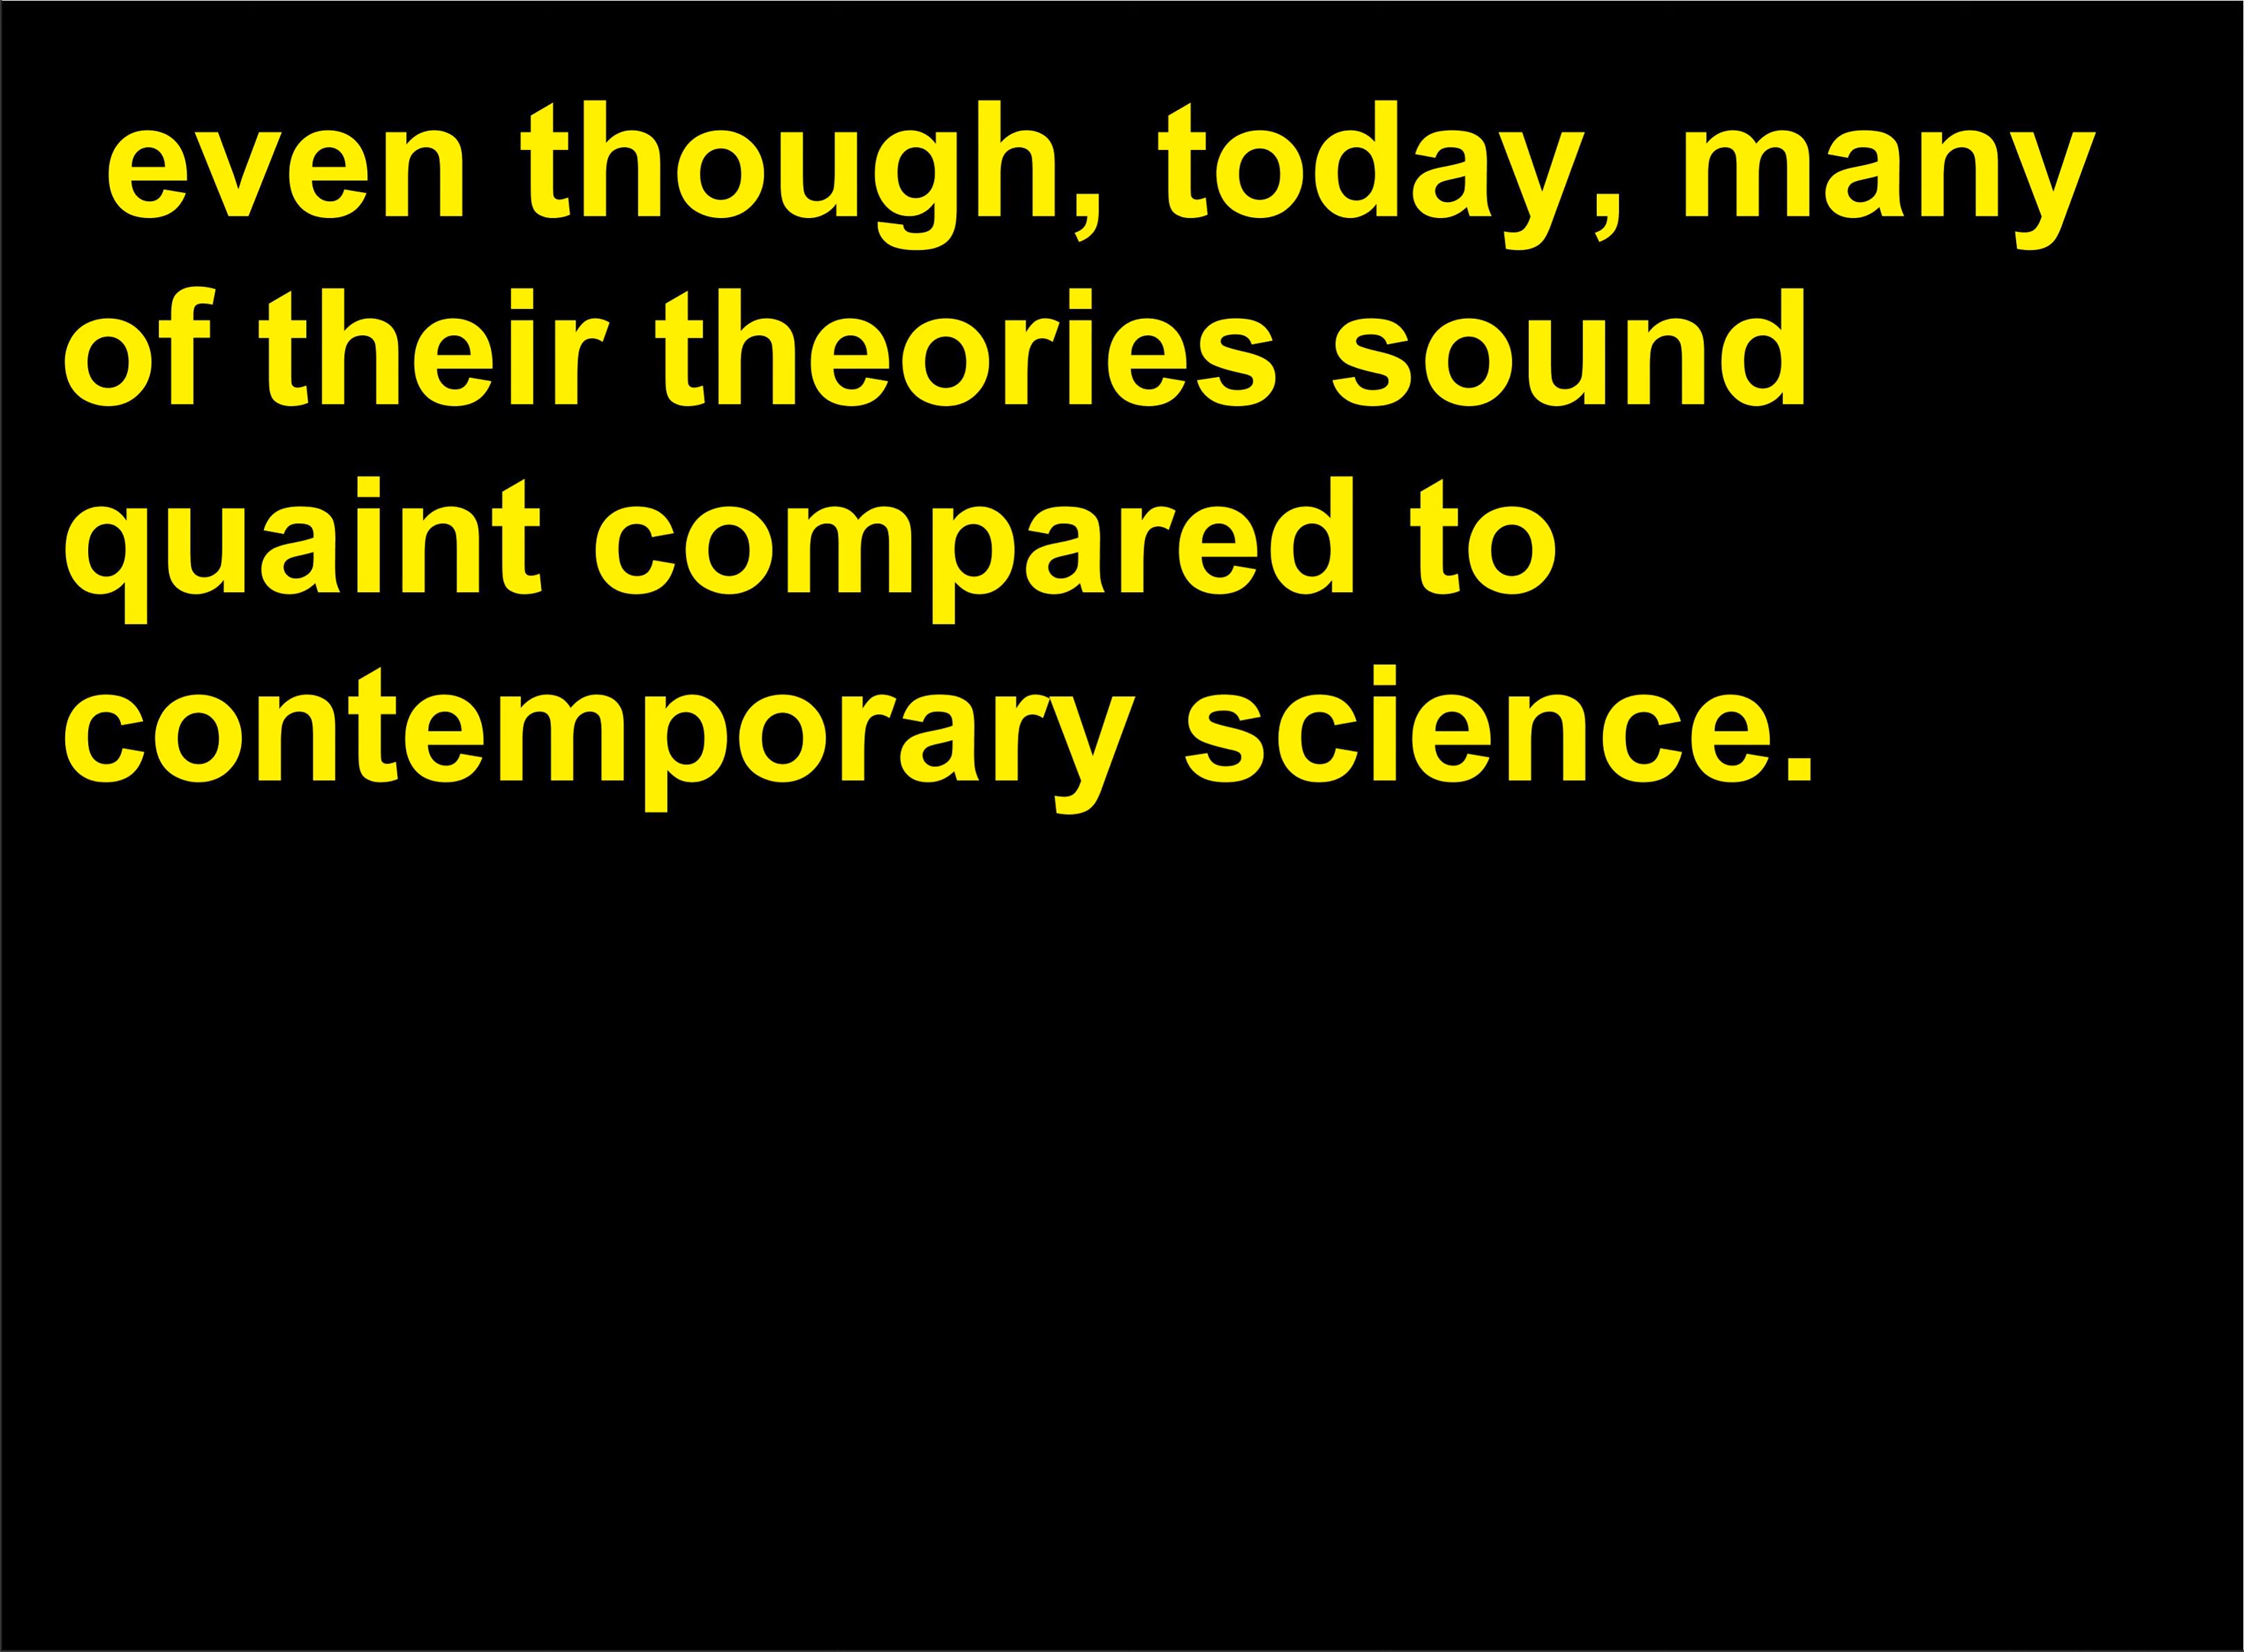 even though, today, many
of their theories sound
quaint compared to
contemporary science.